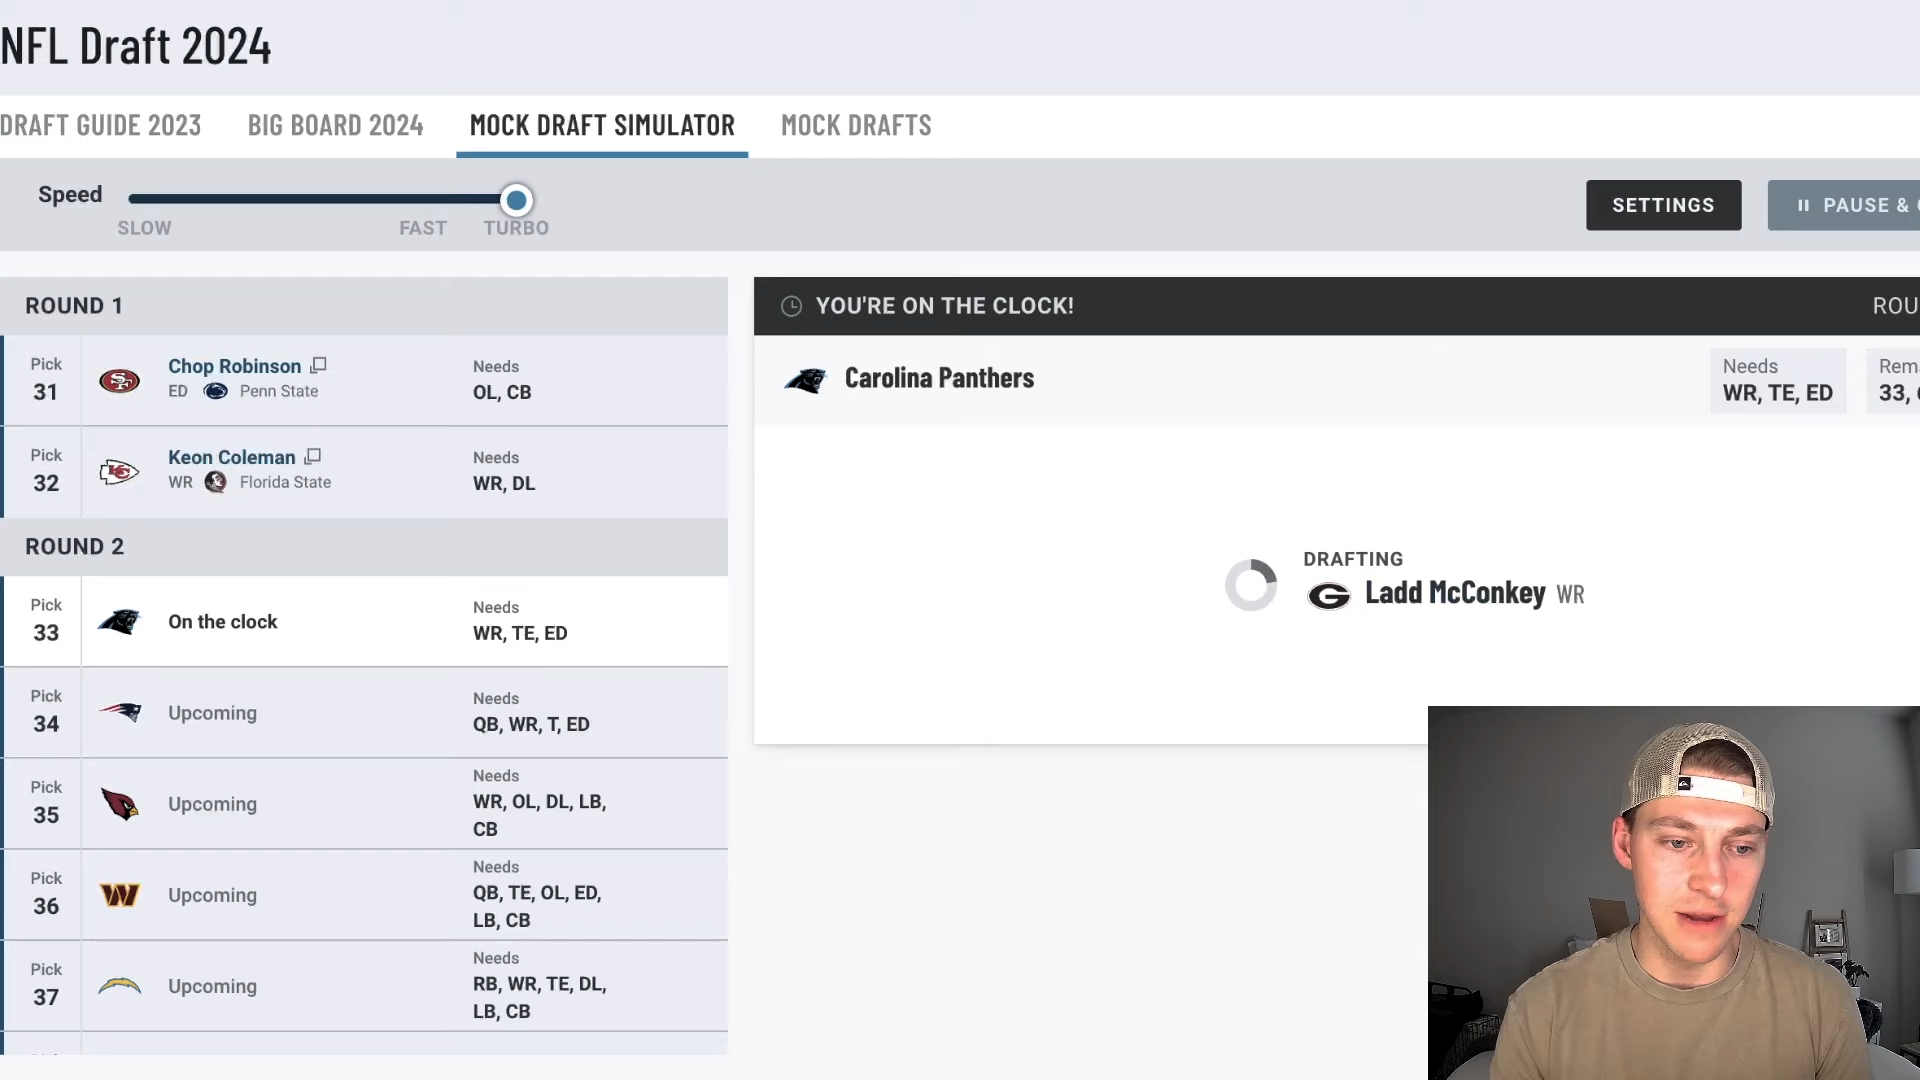 NFL Draft 2024
DRAFT GUIDE 2023 BIG BOARD 2024 MOCK DRAFT SIMULATOR MOCK DRAFTS
Speed
SLOW FAST TURBO
SETTINGS
PAUSE &
ROUND 1
Pick
31
Chop Robinson
ED Penn State
Needs
OL, CB
Pick
32
Keon Coleman
WR Florida State
Needs
WR, DL
ROUND 2
Pick
33
On the clock
Needs
WR, TE, ED
Pick
34
Upcoming
Needs
QB, WR, T, ED
Pick
35
Upcoming
Needs
WR, OL, DL, LB,
CB
Pick
36
Upcoming
Needs
QB, TE, OL, ED,
LB, CB
Pick
37
Upcoming
Needs
RB, WR, TE, DL,
LB, CB
YOU'RE ON THE CLOCK!
ROU
Carolina Panthers
Needs
WR, TE, ED
Rem
33,
DRAFTING
Ladd McConkey WR